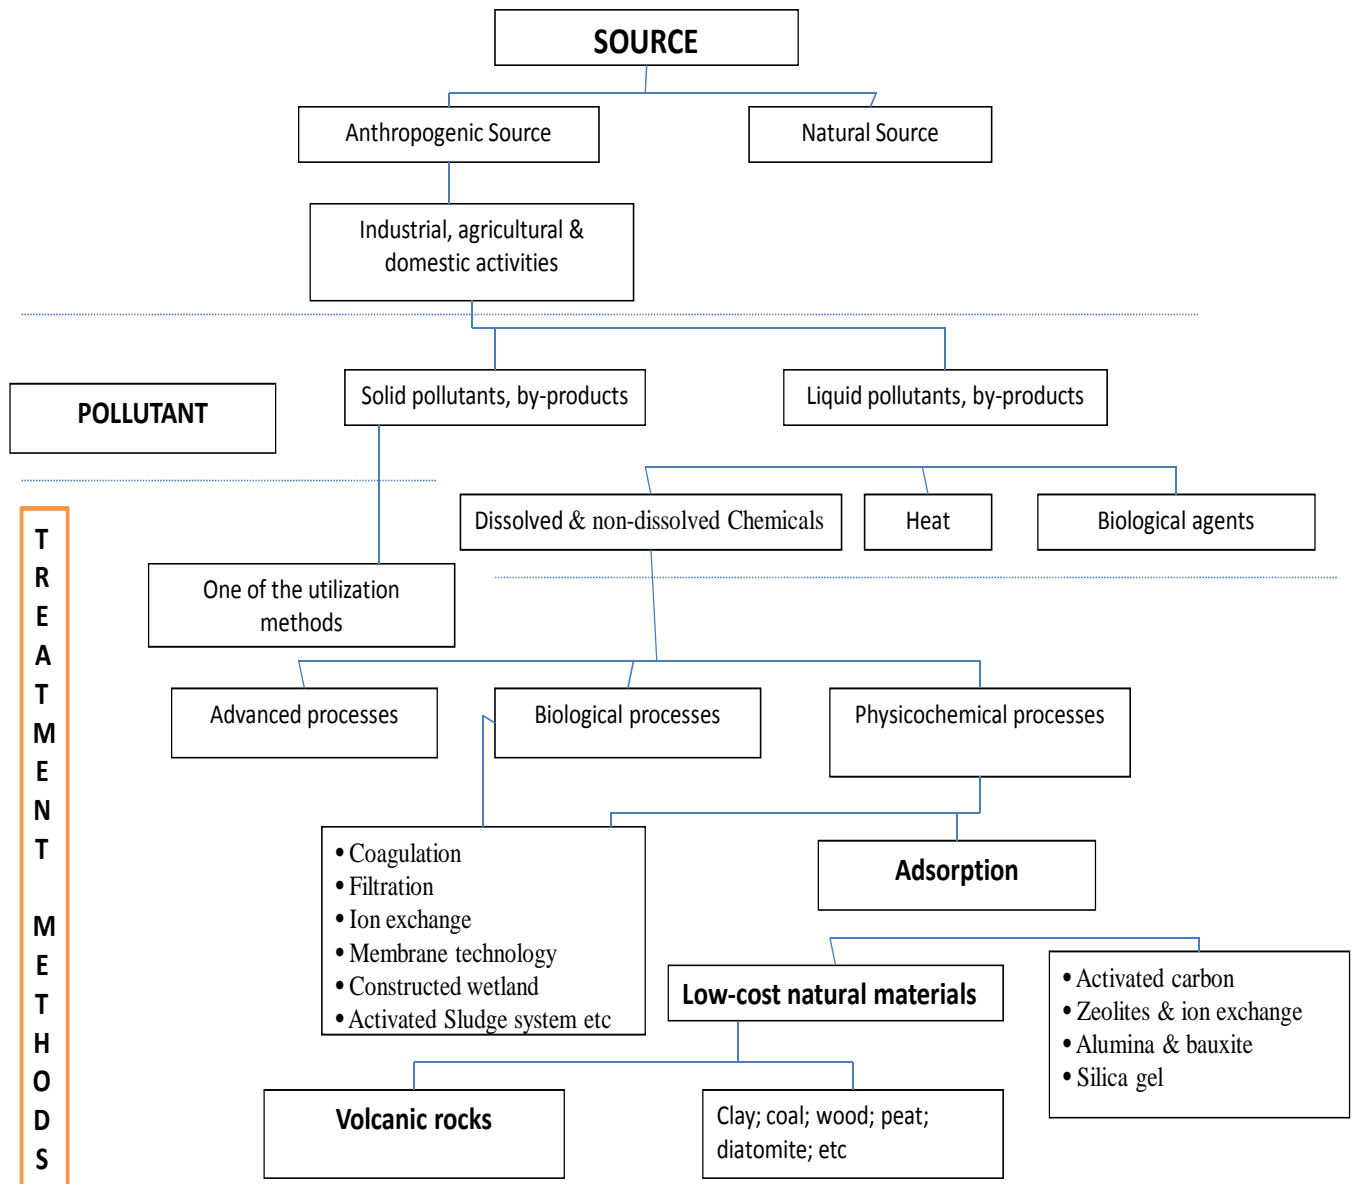 SOURCE
Anthropogenic Source
Natural Source
Industrial, agricultural &
domestic activities
POLLUTANT
Solid pollutants, by-products
Liquid pollutants, by-products
Dissolved & non-dissolved Chemicals
Heat
Biological agents
T
R
E
A
T
M
E
N
T
M
E
T
H
O
D
S
One of the utilization
methods
Advanced processes
Biological processes
Physicochemical processes
• Coagulation
• Filtration
• Ion exchange
• Membrane technology
• Constructed wetland
• Activated Sludge system etc
Adsorption
Low-cost natural materials
• Activated carbon
• Zeolites & ion exchange
• Alumina & bauxite
• Silica gel
Volcanic rocks
Clay; coal; wood; peat;
diatomite; etc